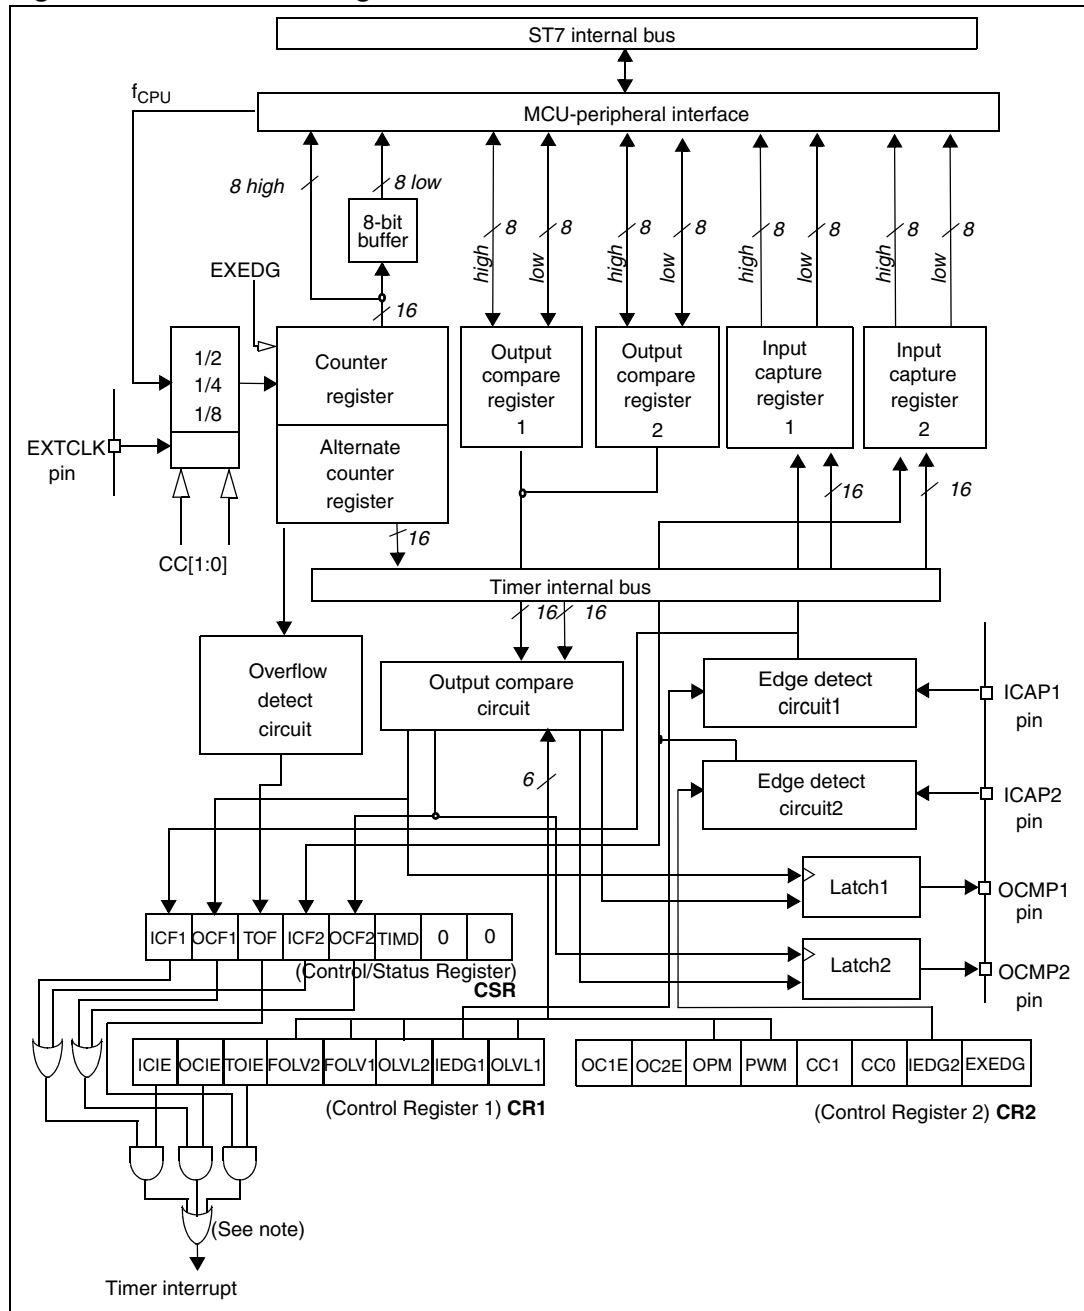 ST7 internal bus
fCPU
MCU-peripheral interface
8 high
8 low
8-bit
buffer
8
8
8
8
8
8
8
8
high
low
high
low
high
low
high
low
EXEDG
16
1/2
1/4
1/8
Counter
register
Output
compare
register
1
Output
compare
register
2
Input
capture
register
1
Input
capture
register
2
EXTCLK
pin
Alternate
counter
register
16
16
CC[1:0]
16
Timer internal bus
16
16
Overflow
detect
circuit
Output compare
circuit
Edge detect
circuit1
ICAP1
pin
6
Edge detect
circuit2
ICAP2
pin
Latch1
OCMP1
pin
ICF1 OCF1 TOF ICF2 OCF2 TIMD 0 0
(Control/Status Register)
CSR
Latch2
OCMP2
pin
ICIE OCIE TOIE FOLV2 FOLV1 OLVL2 IEDG1 OLVL1
OC1E OC2E OPM PWM CC1 CC0 IEDG2 EXEDG
(Control Register 1) CR1
(Control Register 2) CR2
(See note)
Timer interrupt